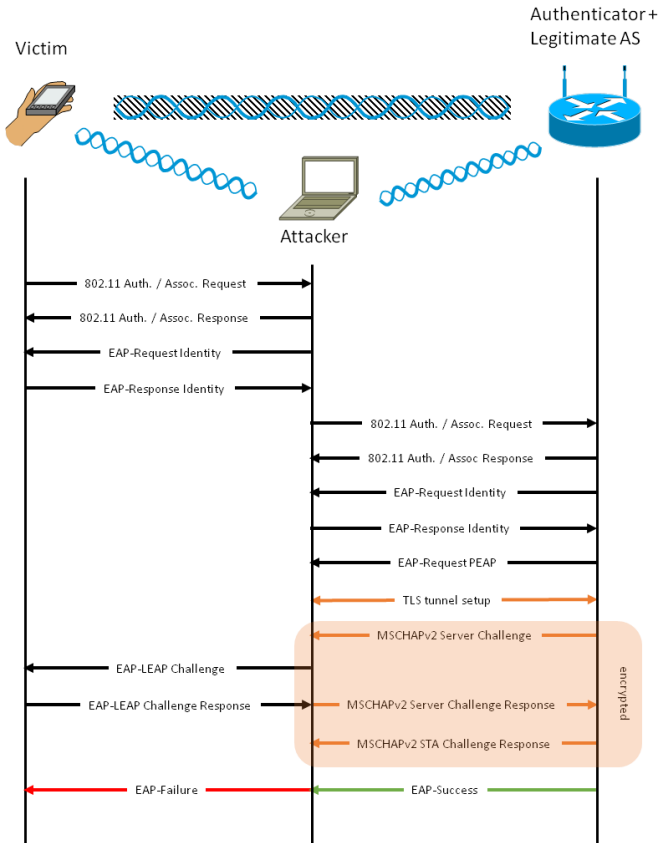 Authenticator+
Legitimate AS
Victim
Attacker
802.11 Auth. / Assoc. Request
802.11 Auth. / Assoc. Response
EAP-Request Identity
EAP-Response Identity
802.11 Auth. / Assoc. Request
802.11 Auth. / Assoc Response
EAP-Request Identity
EAP-Response Identity
EAP-Request PEAP
TLS tunnel setup
MSCHAPv2 Server Challenge
EAP-LEAP Challenge
encrypted
EAP-LEAP Challenge Response
MSCHAPv2 Server Challenge Response
MSCHAPv2 STA Challenge Response
EAP-Failure
EAP-Success